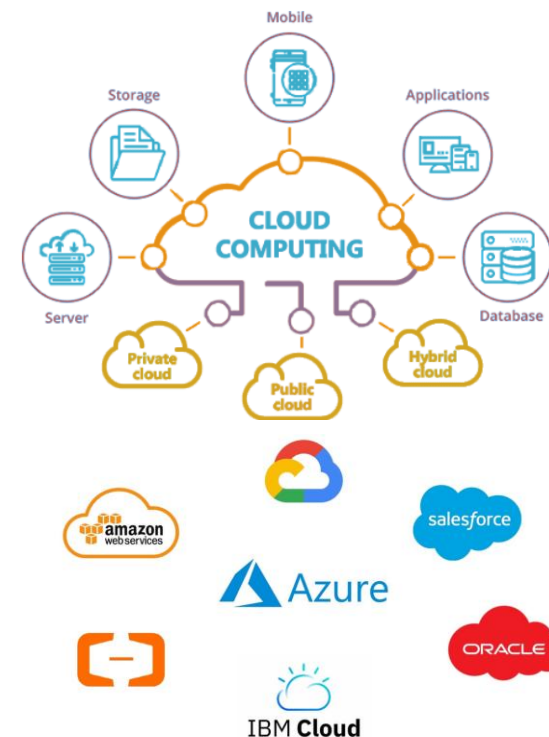 Mobile
Storage
Applications
CLOUD
COMPUTING
Server
Database
Private
cloud
Public
cloud
Hybrid
cloud
amazon
webservices
salesforce
Azure
ORACLE
IBM Cloud